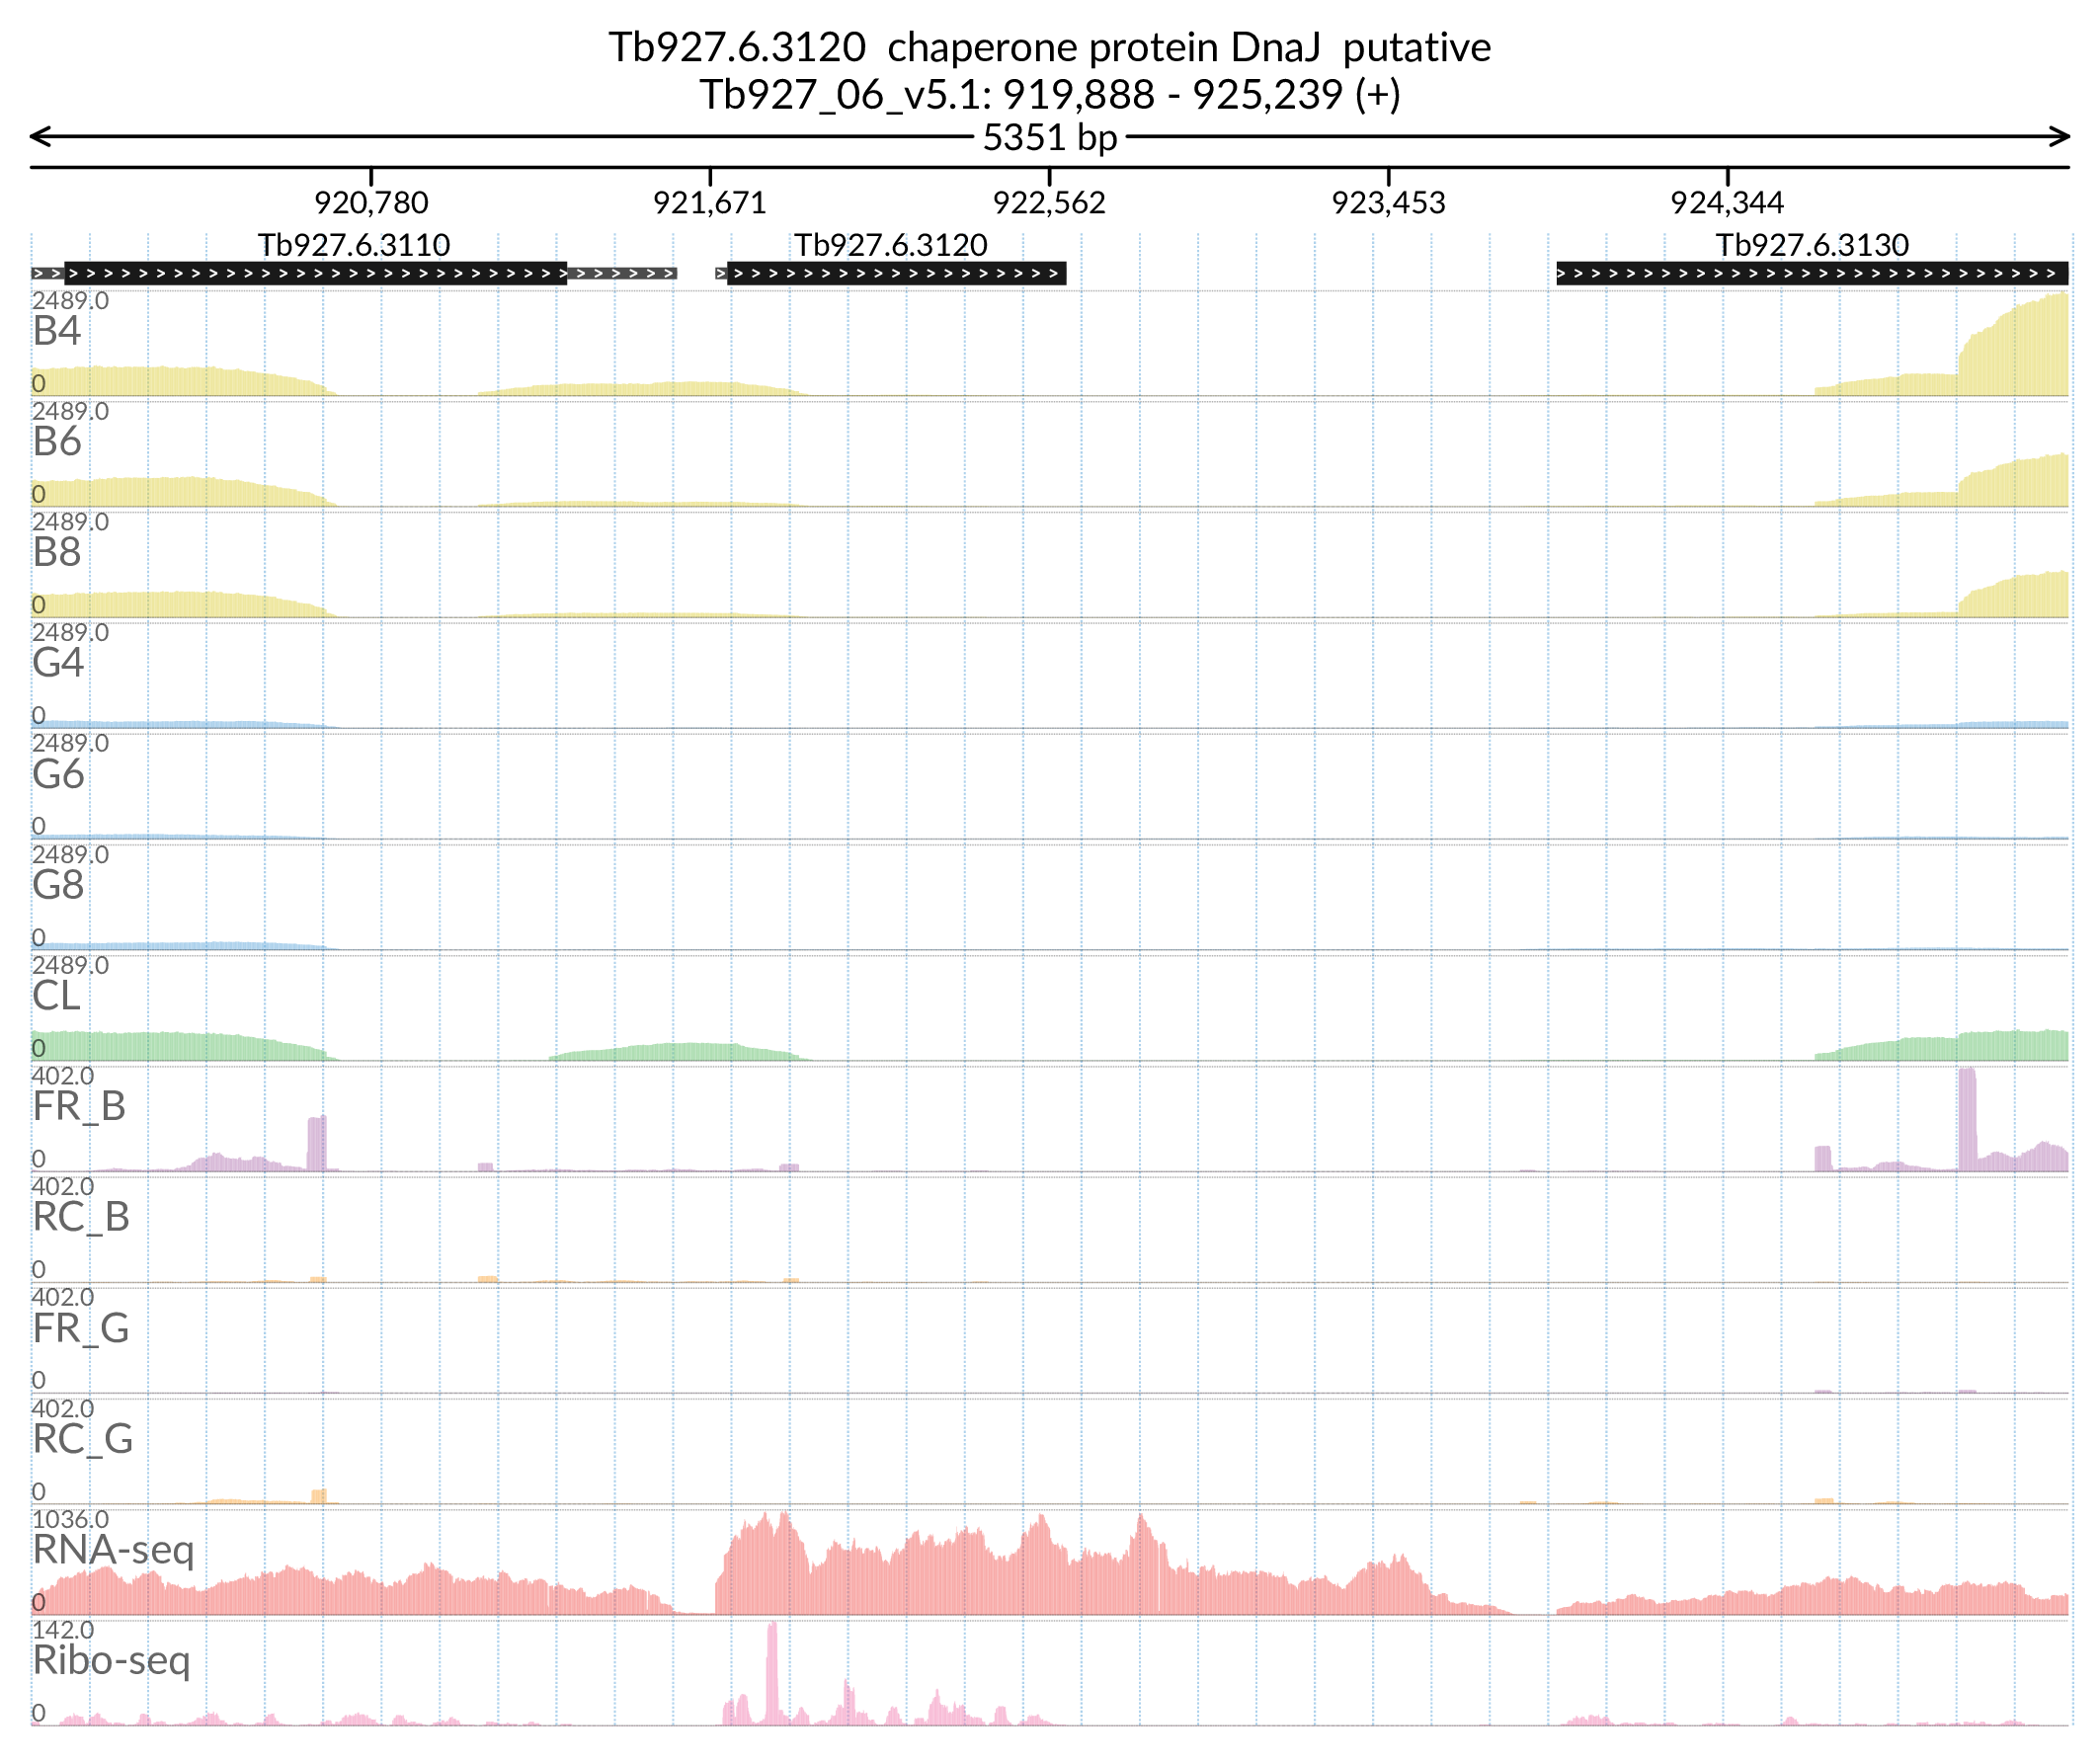 Tb927.6.3120 chaperone protein DnaJ putative
Tb927_06_v5.1: 919,888 - 925,239 (+)
5351 bp
920,780 921,671 922,562 923,453 924,344
Tb927.6.3110 Tb927.6.3120 Tb927.6.3130
2489.0
B4
0
2489.0
B6
0
2489.0
B8
0
2489.0
G4
0
2489.0
G6
0
2489.0
G8
0
2489.0
CL
0
402.0
FR_B
0
402.0
RC_B
0
402.0
FR_G
0
402.0
RC_G
0
1036.0
RNA-seq
0
142.0
Ribo-seq
0